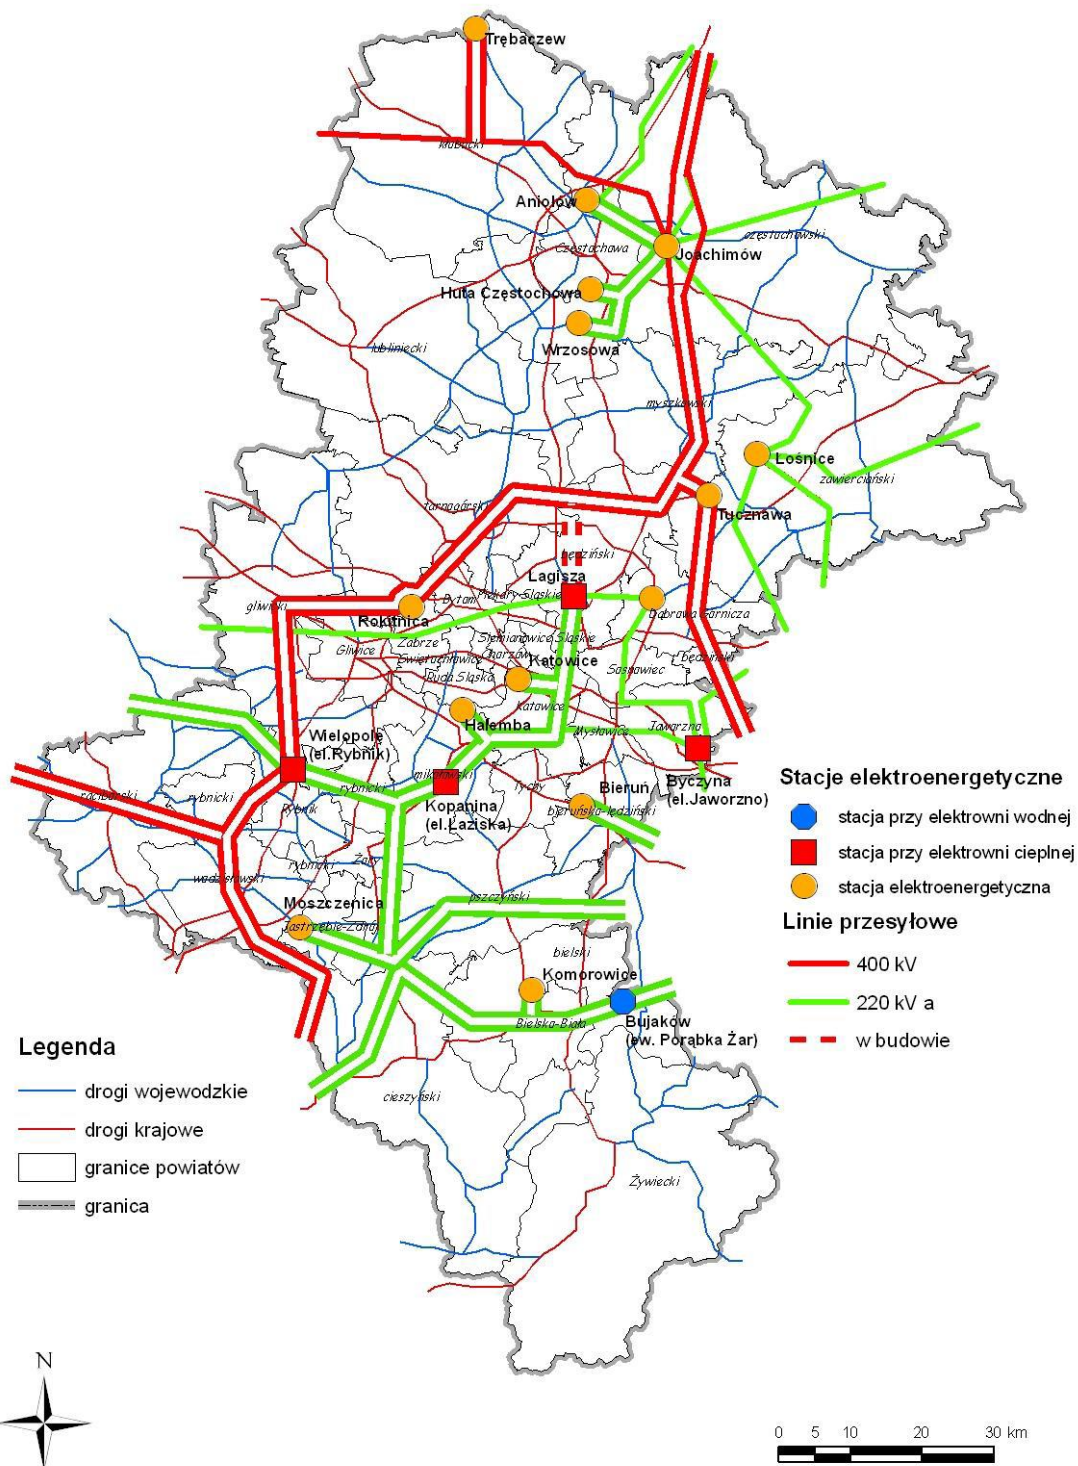 Trębaczew
kłobucki
Aniołów
Częstochowa
częstochowski
Joachimów
Huta Częstochowa
Wrzosowa
lubliniecki
myszkowski
Lośnice
zawierciański
tarnogórski
Tucznawa
będziński
Lagisza
gliwicki
Bytom
Piekary Śląskie
Dąbrowa Górnicza
Rokitnica
Zabrze
Siemianowice Śląskie
Gliwice
Świętochłowice
Chorzów
Katowice
będziński
Ruda Śląska
Sosnowiec
katowice
Halemba
Mysłowice
Jaworzno
Wielopole
(el.Rybnik)
mikołowski
Byczyna
(el.Jaworzno)
raciborski
rybnicki
rybnicki
tychy
Bieruń
Rybnik
Kopanina
(el.Łaziska)
bieruńsko-lędziński
rybnicki
Żory
wodzisławski
Moszczenica
pszczyński
Jastrzębie-Zdrój
bielski
Komorowice
Bielsko-Biała
Bujaków
(ew. Porąbka Żar)
cieszyński
Żywiecki
Stacje elektroenergetyczne
stacja przy elektrowni wodnej
stacja przy elektrowni cieplnej
stacja elektroenergetyczna
Linie przesyłowe
400 kV
220 kV a
w budowie
Legenda
drogi wojewodzkie
drogi krajowe
granice powiatów
granica
N
0 5 10 20 30 km